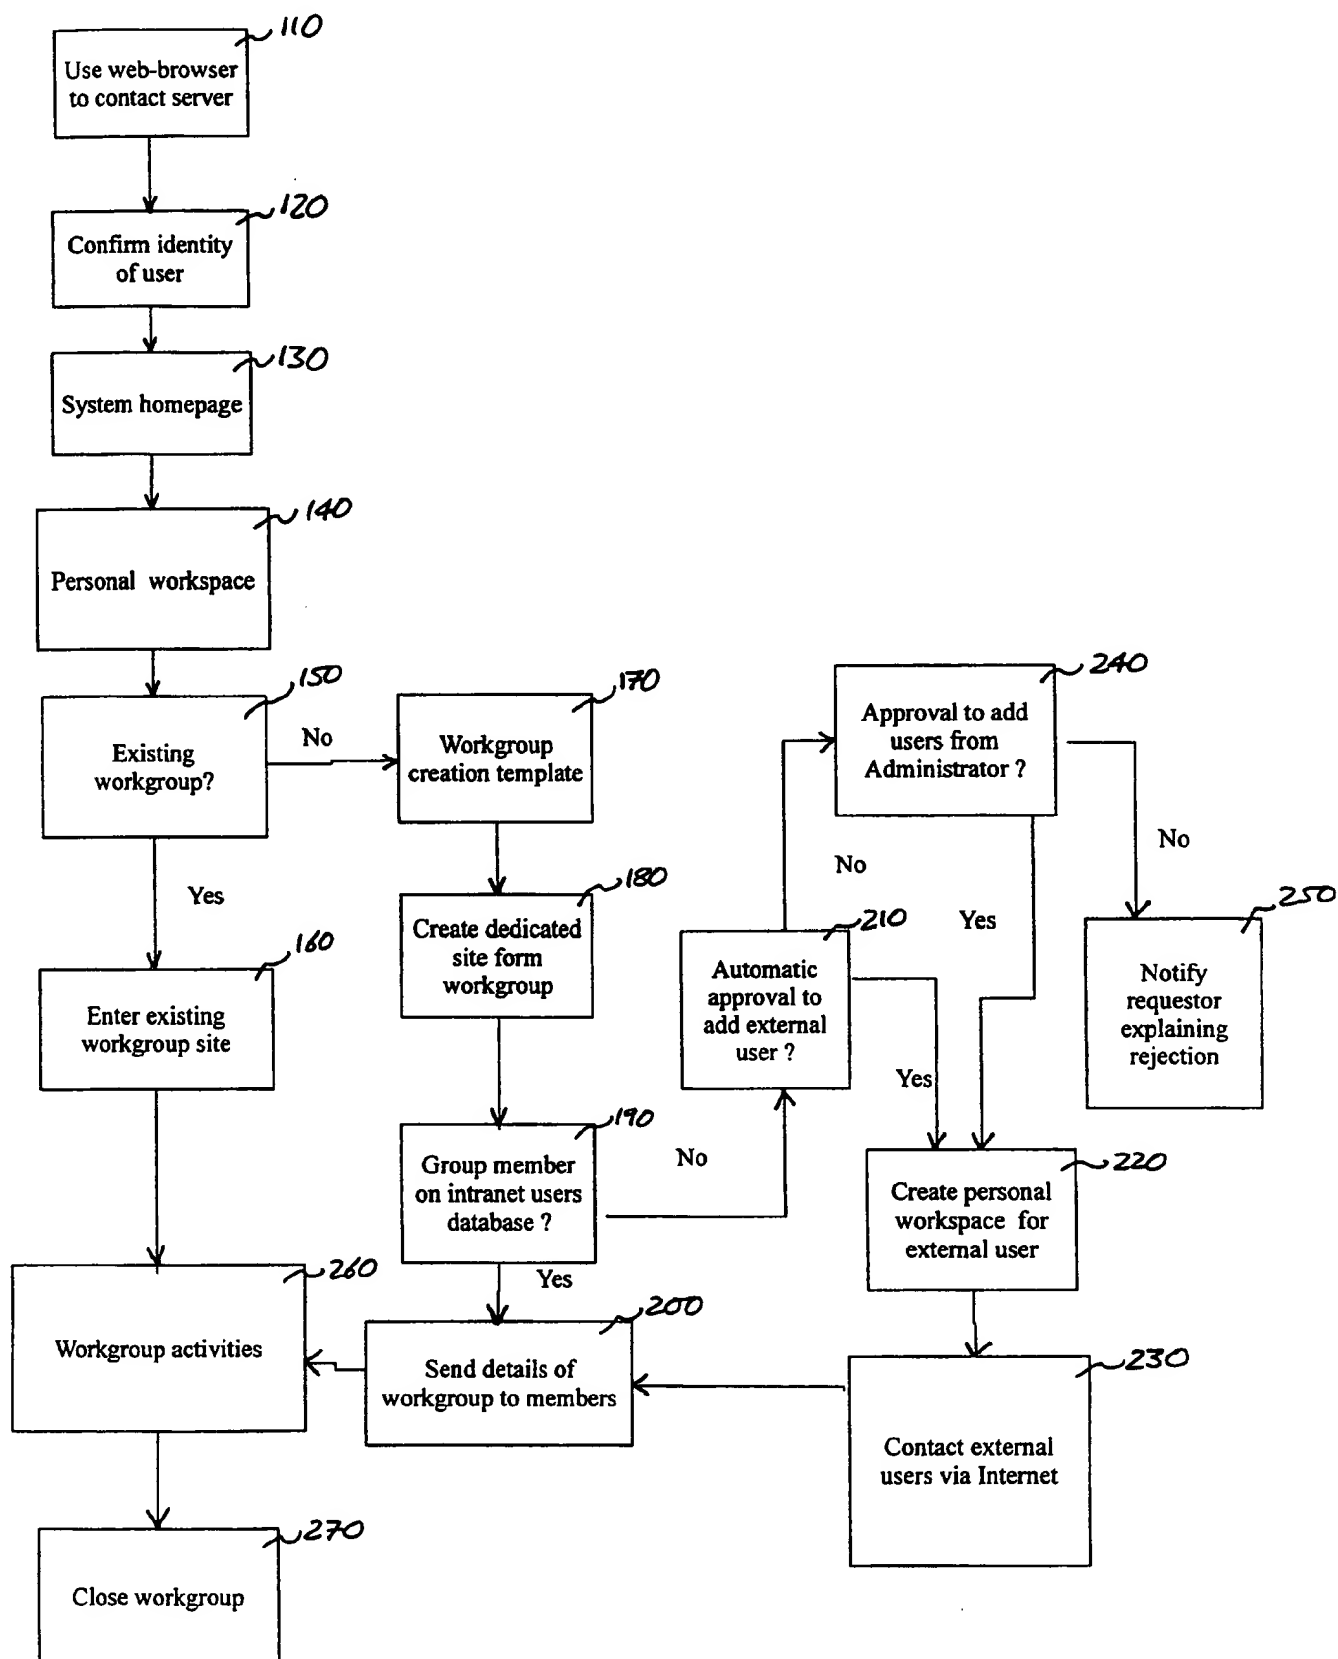 110
Use web-browser
to contact server
120
Confirm identity
of user
130
System homepage
140
Personal workspace
150
Existing
workgroup?
No
Yes
160
Enter existing
workgroup site
170
Workgroup
creation template
180
Create dedicated
site form
workgroup
190
Group member
on intranet users
database ?
No
Yes
200
Send details of
workgroup to members
210
Automatic
approval to
add external
user ?
No
Yes
240
Approval to add
users from
Administrator ?
Yes
No
250
Notify
requestor
explaining
rejection
220
Create personal
workspace for
external user
230
Contact external
users via Internet
260
Workgroup activities
270
Close workgroup